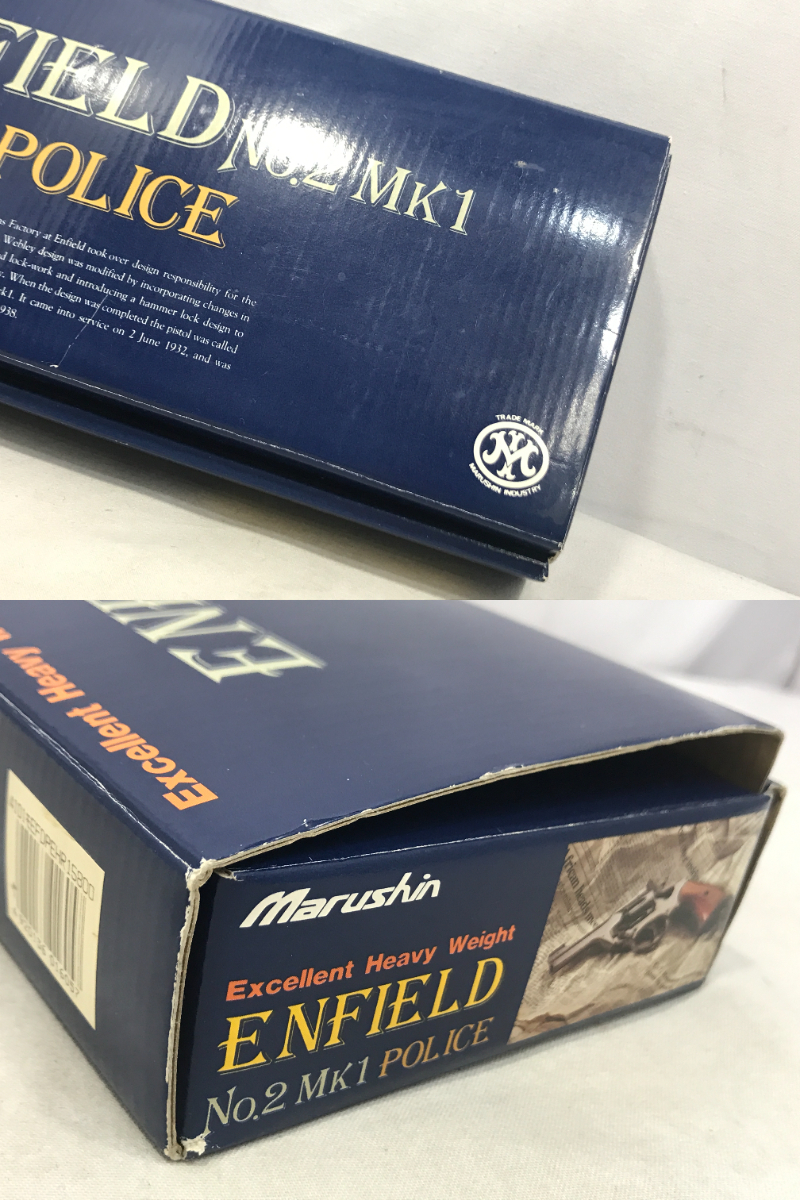 FIELD No.2 MK1
POLICE
Factory at Enfield took over design responsibility for the
Webley design was modified by incorporating changes in
lock-work and introducing a hammer lock design to
When the design was completed the pistol was called
It came into service on 2 June 1932, and was
938.
TRADE MARK
MARUSHIN INDUSTRY
Excellent Heavy
Marushin
Excellent Heavy Weight
ENFIELD
No.2 MK1 POLICE